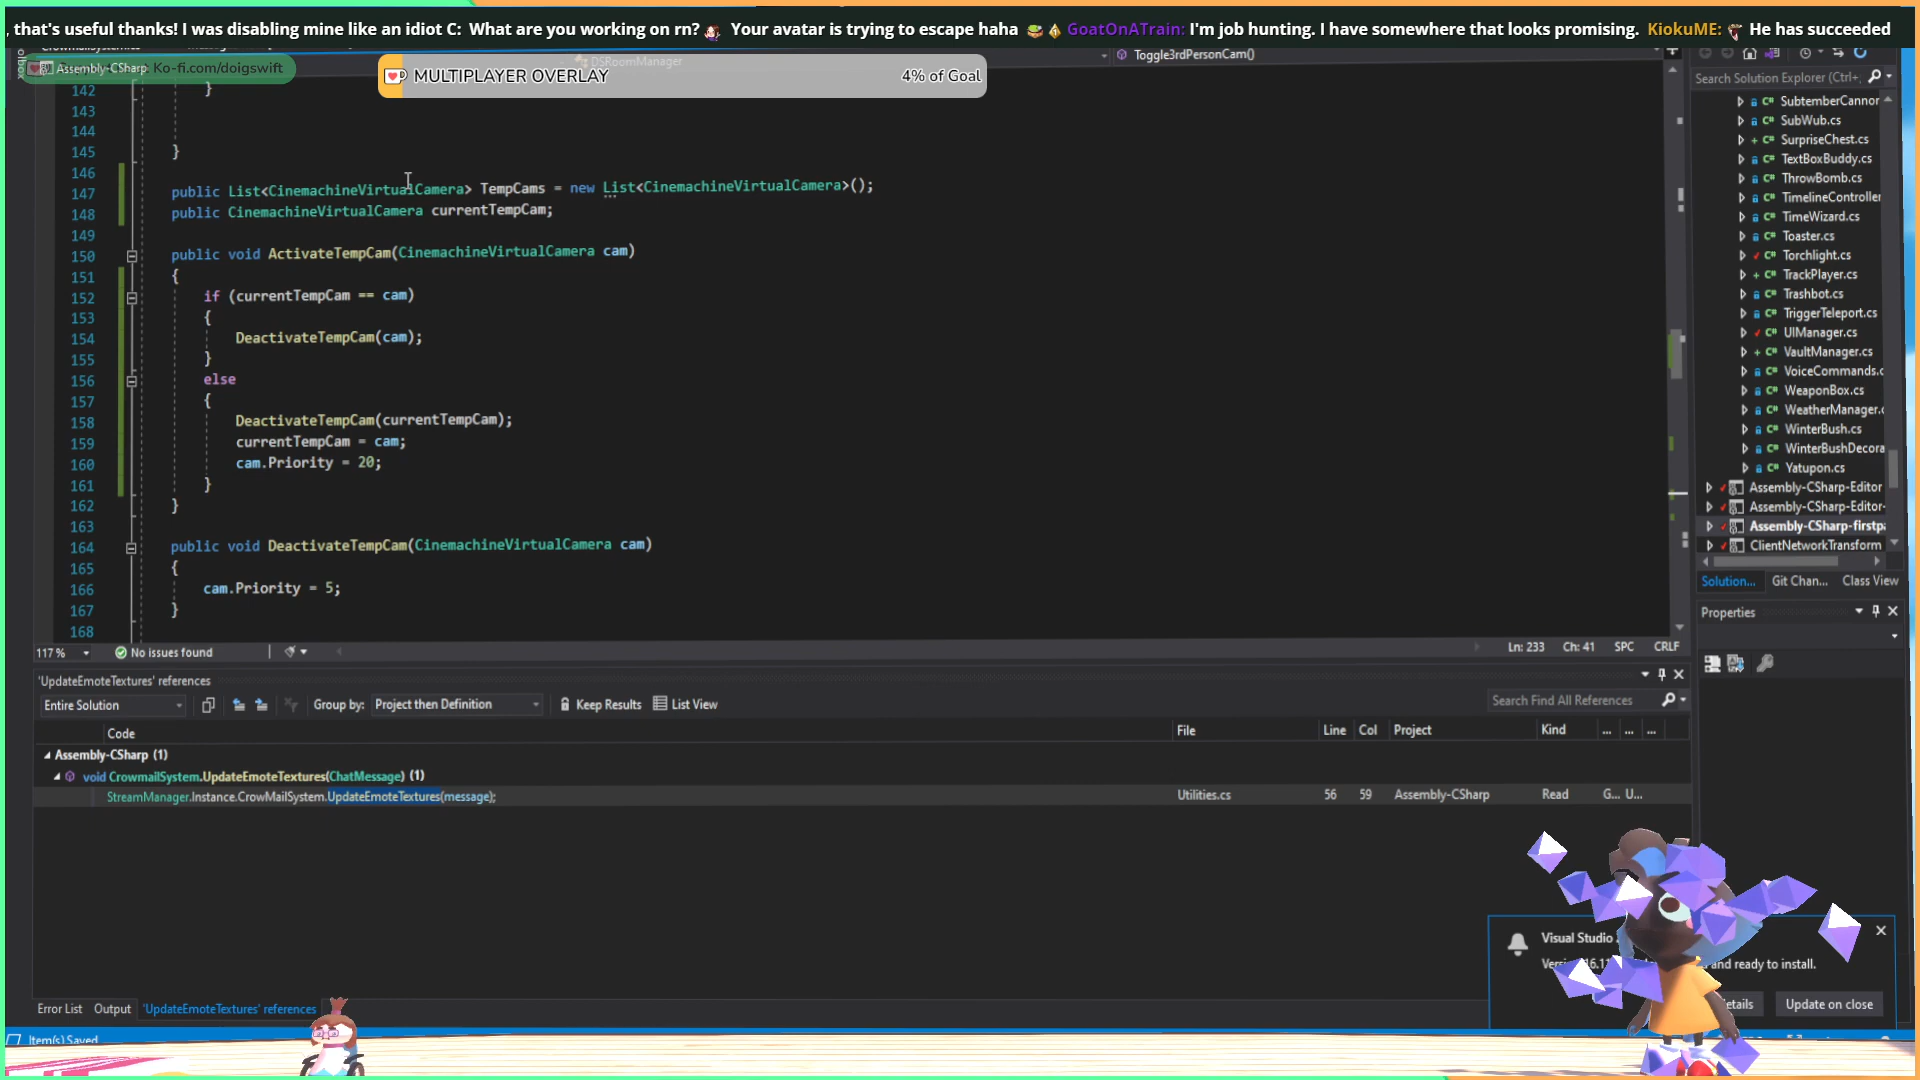 , that's useful thanks! I was disabling mine like an idiot C: What are you working on rn? Your avatar is trying to escape haha GoatOnATrain: I'm job hunting. I have somewhere that looks promising. KiokuME: He has succeeded
Assembly-CSharp
Ko-fi.com/doigswift
MULTIPLAYER OVERLAY 4% of Goal
DSRoomManager
Toggle3rdPersonCam()
142 }
143
144
145 }
146
147 public List<CinemachineVirtualCamera> TempCams = new List<CinemachineVirtualCamera>();
148 public CinemachineVirtualCamera currentTempCam;
149
150 public void ActivateTempCam(CinemachineVirtualCamera cam)
151 {
152 if (currentTempCam == cam)
153 {
154 DeactivateTempCam(cam);
155 }
156 else
157 {
158 DeactivateTempCam(currentTempCam);
159 currentTempCam = cam;
160 cam.Priority = 20;
161 }
162 }
163
164 public void DeactivateTempCam(CinemachineVirtualCamera cam)
165 {
166 cam.Priority = 5;
167 }
168
117 % No issues found Ln: 233 Ch: 41 SPC CRLF
Search Solution Explorer (Ctrl+
SubtemberCannor
SubWub.cs
SurpriseChest.cs
TextBoxBuddy.cs
ThrowBomb.cs
TimelineController
TimeWizard.cs
Toaster.cs
Torchlight.cs
TrackPlayer.cs
Trashbot.cs
TriggerTeleport.cs
UIManager.cs
VaultManager.cs
VoiceCommands.c
WeaponBox.cs
WeatherManager.c
WinterBush.cs
WinterBushDecora
Yatupon.cs
Assembly-CSharp-Editor
Assembly-CSharp-Editor-
Assembly-CSharp-firstpa
ClientNetworkTransform
Solution... Git Chan... Class View
Properties
'UpdateEmoteTextures' references
Entire Solution Group by: Project then Definition Keep Results List View Search Find All References
Code File Line Col Project Kind ... ... ...
Assembly-CSharp (1)
void CrowmailSystem.UpdateEmoteTextures(ChatMessage) (1)
StreamManager.Instance.CrowMailSystem.UpdateEmoteTextures(message); Utilities.cs 56 59 Assembly-CSharp Read G... U...
Visual Studio
and ready to install.
etails Update on close
Error List Output 'UpdateEmoteTextures' references
Item(s) Saved